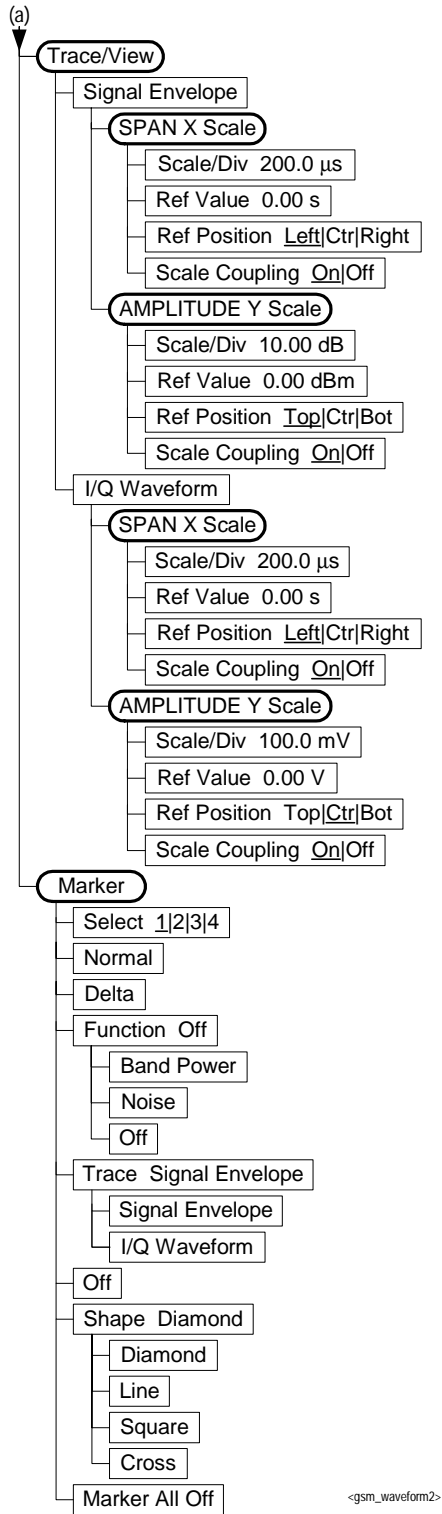 (a)
Trace/View
Signal Envelope
SPAN X Scale
Scale/Div 200.0 μs
Ref Value 0.00 s
Ref Position Left|Ctr|Right
Scale Coupling On|Off
AMPLITUDE Y Scale
Scale/Div 10.00 dB
Ref Value 0.00 dBm
Ref Position Top|Ctr|Bot
Scale Coupling On|Off
I/Q Waveform
SPAN X Scale
Scale/Div 200.0 μs
Ref Value 0.00 s
Ref Position Left|Ctr|Right
Scale Coupling On|Off
AMPLITUDE Y Scale
Scale/Div 100.0 mV
Ref Value 0.00 V
Ref Position Top|Ctr|Bot
Scale Coupling On|Off
Marker
Select 1|2|3|4
Normal
Delta
Function Off
Band Power
Noise
Off
Trace Signal Envelope
Signal Envelope
I/Q Waveform
Off
Shape Diamond
Diamond
Line
Square
Cross
Marker All Off
<gsm_waveform2>